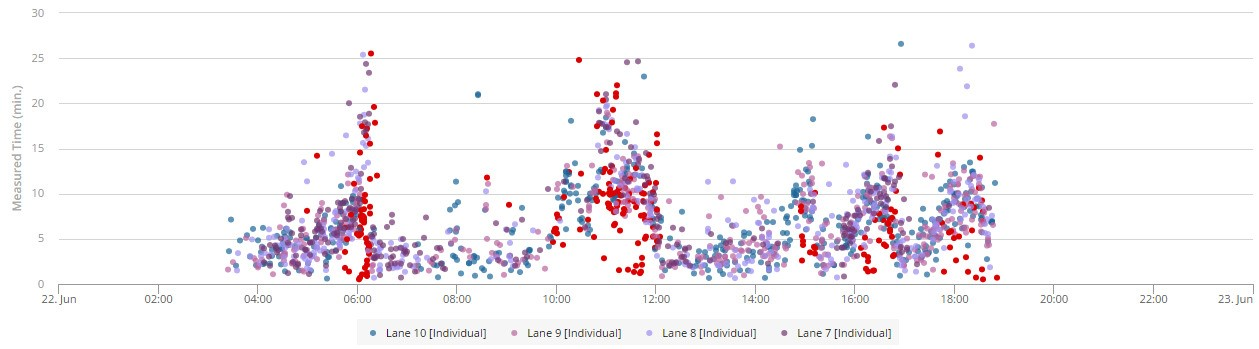 30
25
20
15
10
5
0
Measured Time (min.)
22. Jun 02:00 04:00 06:00 08:00 10:00 12:00 14:00 16:00 18:00 20:00 22:00 23. Jun
Lane 10 [Individual] Lane 9 [Individual] Lane 8 [Individual] Lane 7 [Individual]